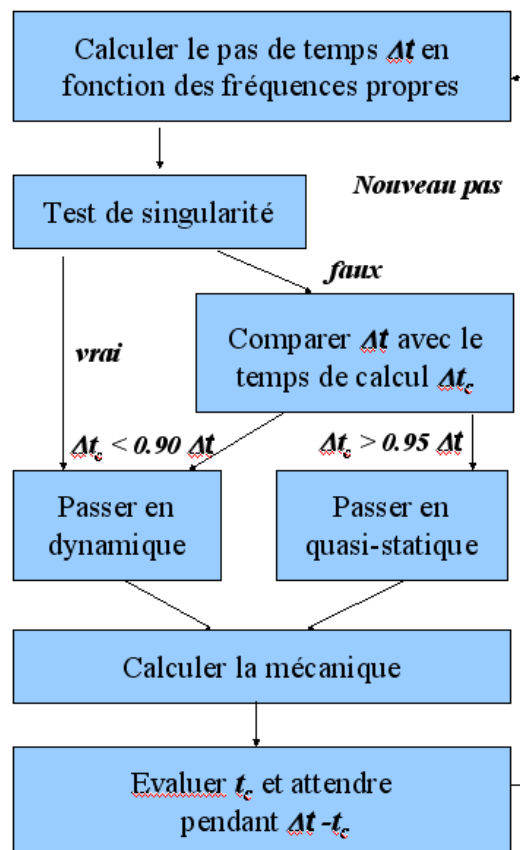 Calculer le pas de temps Δt en
fonction des fréquences propres
Nouveau pas
Test de singularité
faux
vrai
Comparer Δt avec le
temps de calcul Δtc
Δtc < 0.90 Δt
Δtc > 0.95 Δt
Passer en
dynamique
Passer en
quasi-statique
Calculer la mécanique
Evaluer tc et attendre
pendant Δt -tc